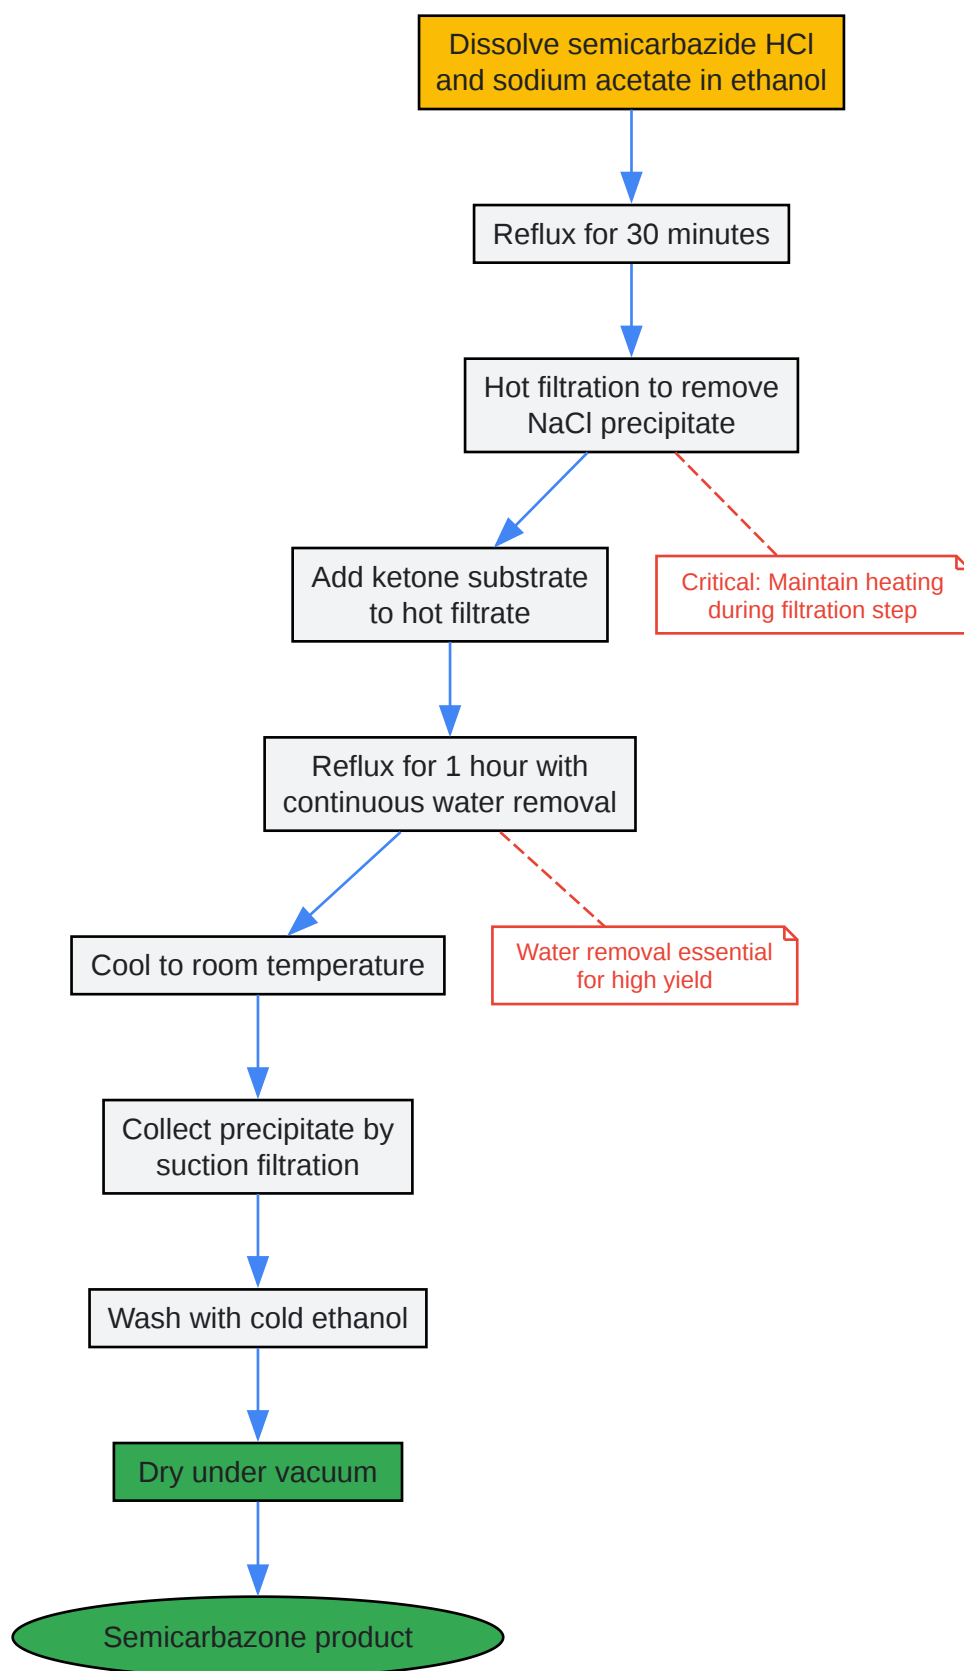 Dissolve semicarbazide HCl
and sodium acetate in ethanol
Reflux for 30 minutes
Hot filtration to remove
NaCl precipitate
Add ketone substrate
to hot filtrate
Critical: Maintain heating
during filtration step
Reflux for 1 hour with
continuous water removal
Cool to room temperature
Water removal essential
for high yield
Collect precipitate by
suction filtration
Wash with cold ethanol
Dry under vacuum
Semicarbazone product